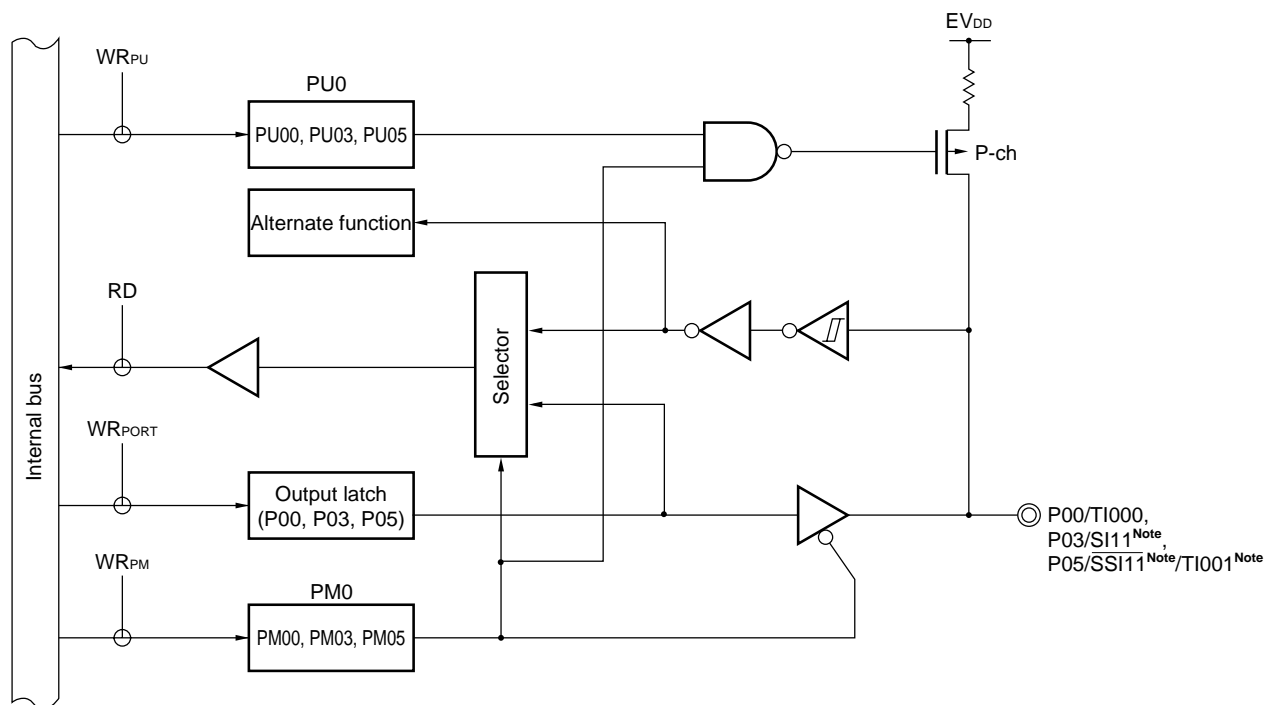 EVDD
WRPU
PU0
PU00, PU03, PU05
P-ch
Alternate function
RD
Selector
Internal bus
WRPORT
Output latch
(P00, P03, P05)
P00/TI000,
P03/SI11Note,
P05/SSI11Note/TI001Note
WRPM
PM0
PM00, PM03, PM05